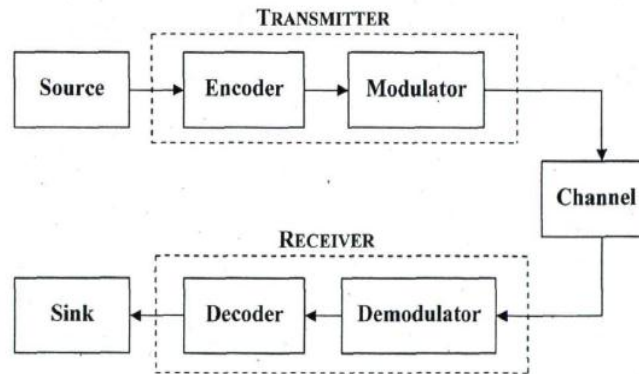 TRANSMITTER
Source Encoder Modulator
Channel
RECEIVER
Sink Decoder Demodulator